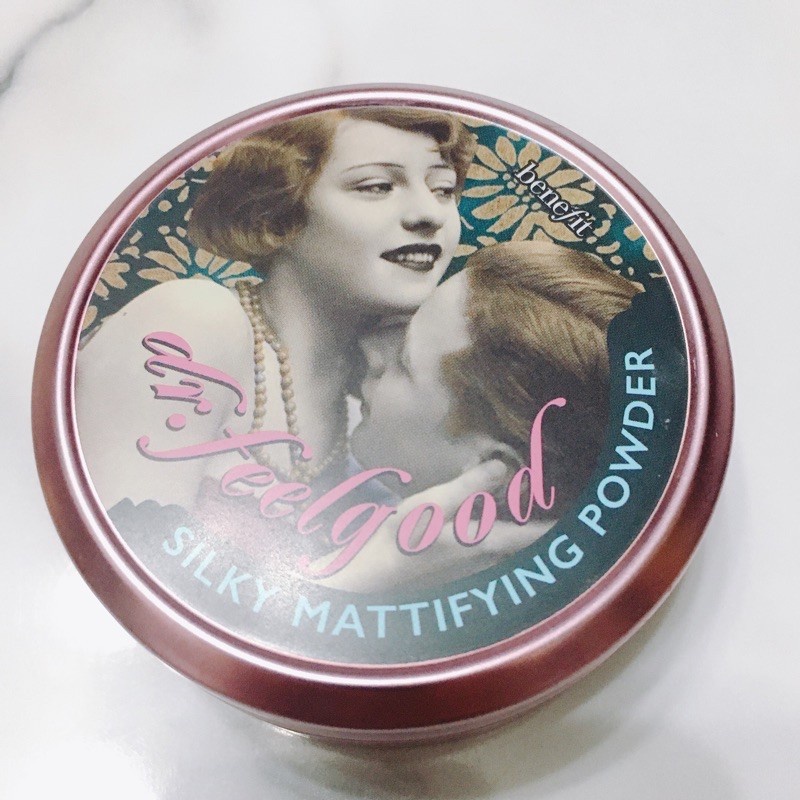 benefit
dr.feelgood
SILKY MATTIFYING POWDER